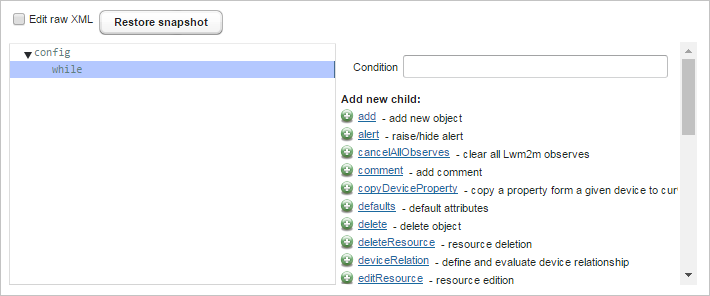 Edit raw XML Restore snapshot
config
while
Condition
Add new child:
add - add new object
alert - raise/hide alert
cancelAllObserves - clear all Lwm2m observes
comment - add comment
copyDeviceProperty - copy a property form a given device to
defaults - default attributes
delete - delete object
deleteResource - resource deletion
deviceRelation - define and evaluate device relationship
editResource - resource edition